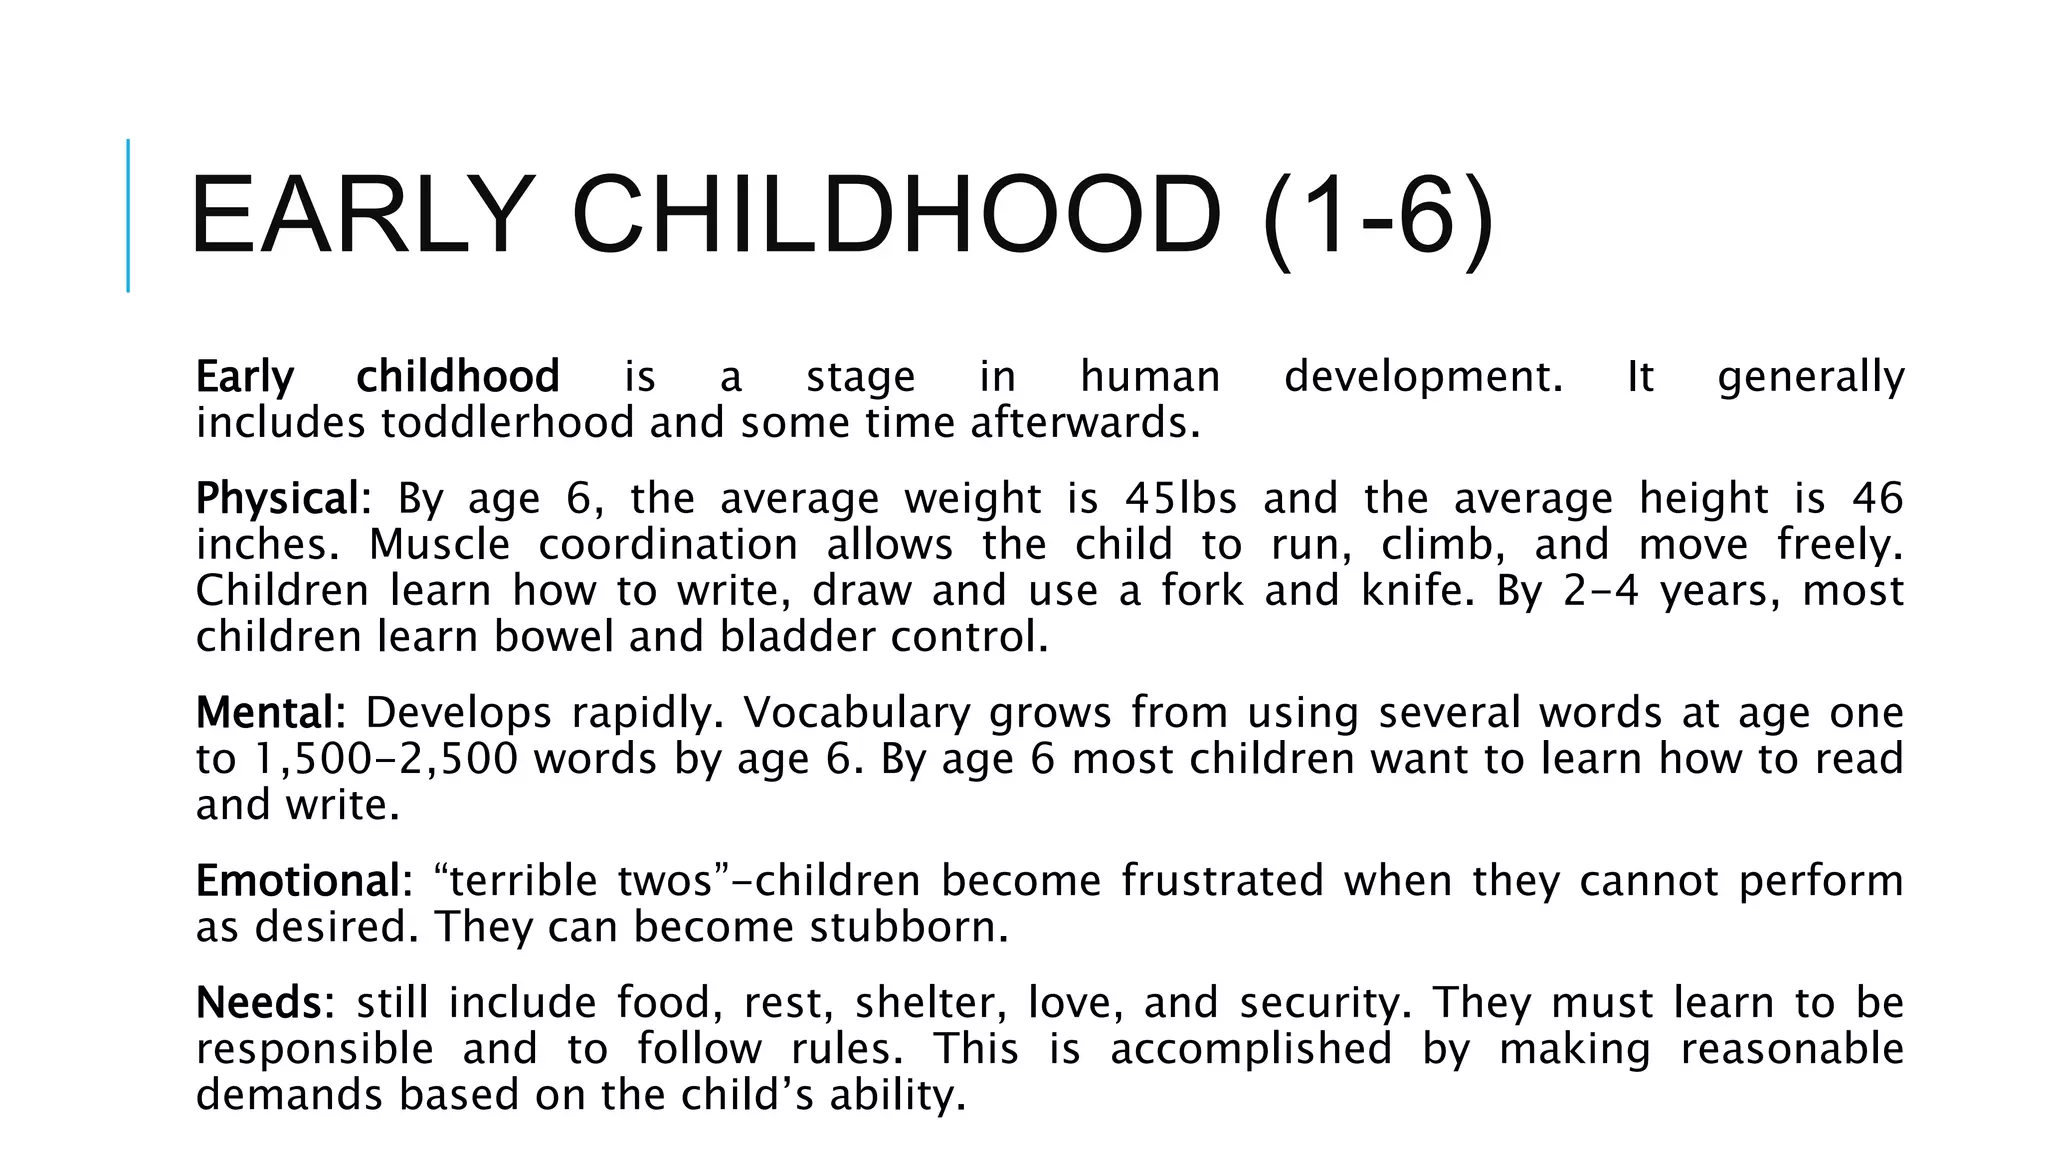 EARLY CHILDHOOD (1-6)
Early childhood is a stage in human development. It generally
includes toddlerhood and some time afterwards.
Physical: By age 6, the average weight is 45lbs and the average height is 46
inches. Muscle coordination allows the child to run, climb, and move freely.
Children learn how to write, draw and use a fork and knife. By 2-4 years, most
children learn bowel and bladder control.
Mental: Develops rapidly. Vocabulary grows from using several words at age one
to 1,500-2,500 words by age 6. By age 6 most children want to learn how to read
and write.
Emotional: “terrible twos”-children become frustrated when they cannot perform
as desired. They can become stubborn.
Needs: still include food, rest, shelter, love, and security. They must learn to be
responsible and to follow rules. This is accomplished by making reasonable
demands based on the child’s ability.